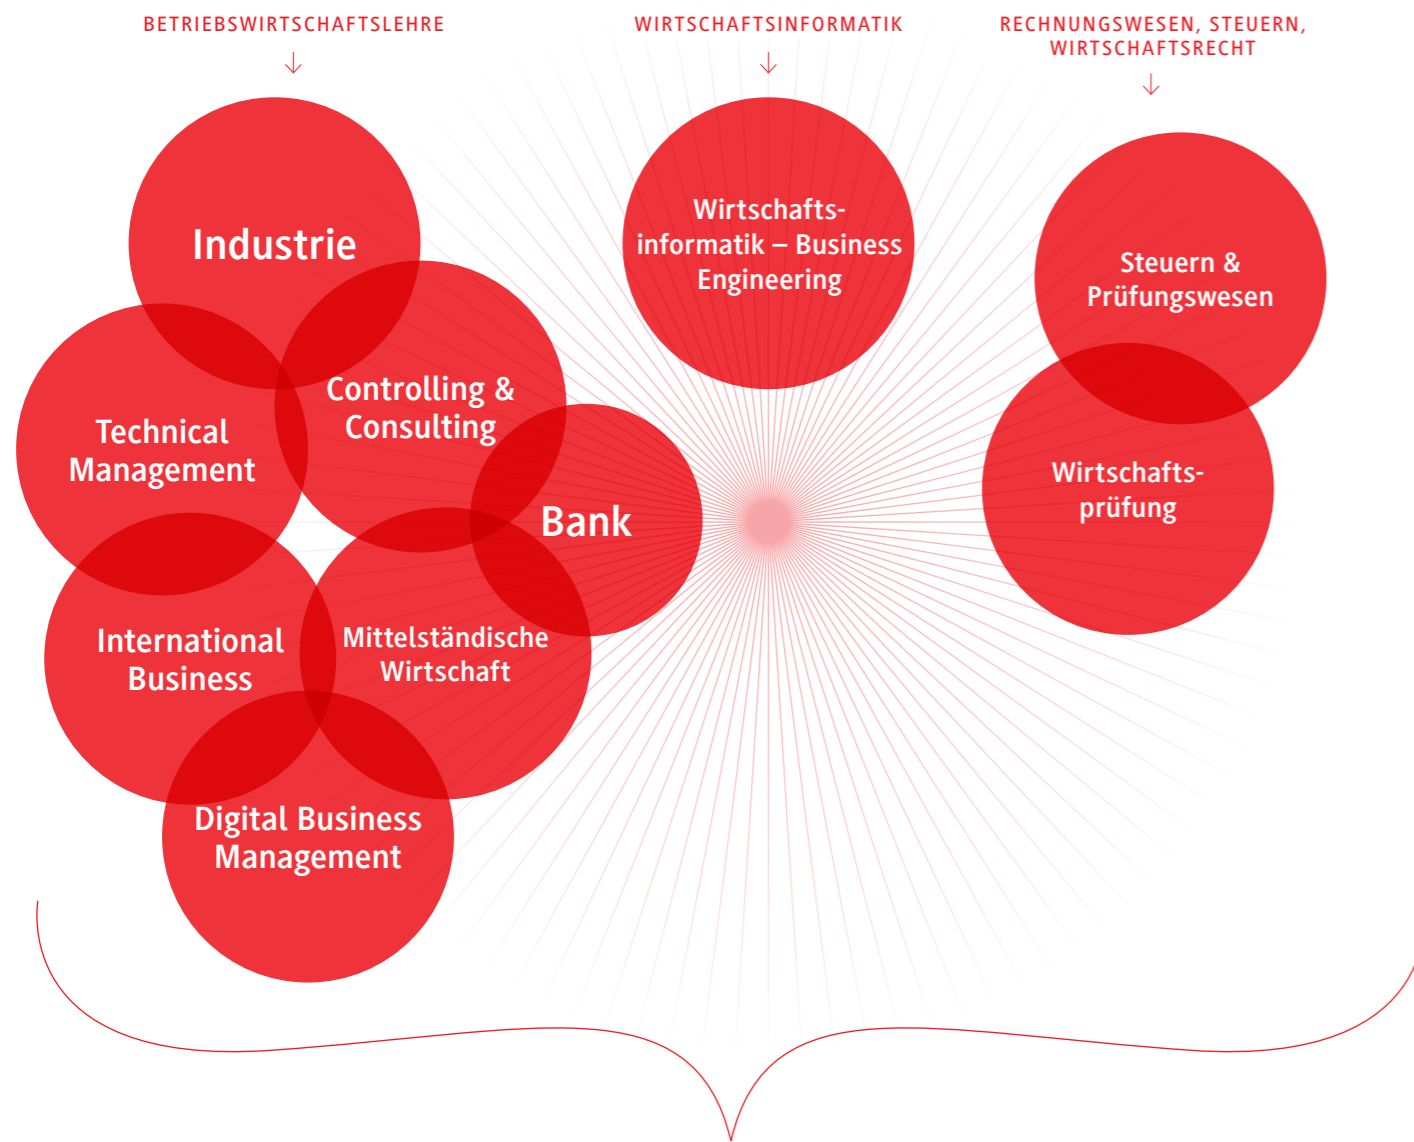 BETRIEBSWIRTSCHAFTSLEHRE
WIRTSCHAFTSINFORMATIK
RECHNUNGSWESEN, STEUERN,
WIRTSCHAFTSRECHT
Industrie
Controlling &
Consulting
Technical
Management
Bank
International
Business
Mittelständische
Wirtschaft
Digital Business
Management
Wirtschafts-
informatik – Business
Engineering
Steuern &
Prüfungswesen
Wirtschafts-
prüfung